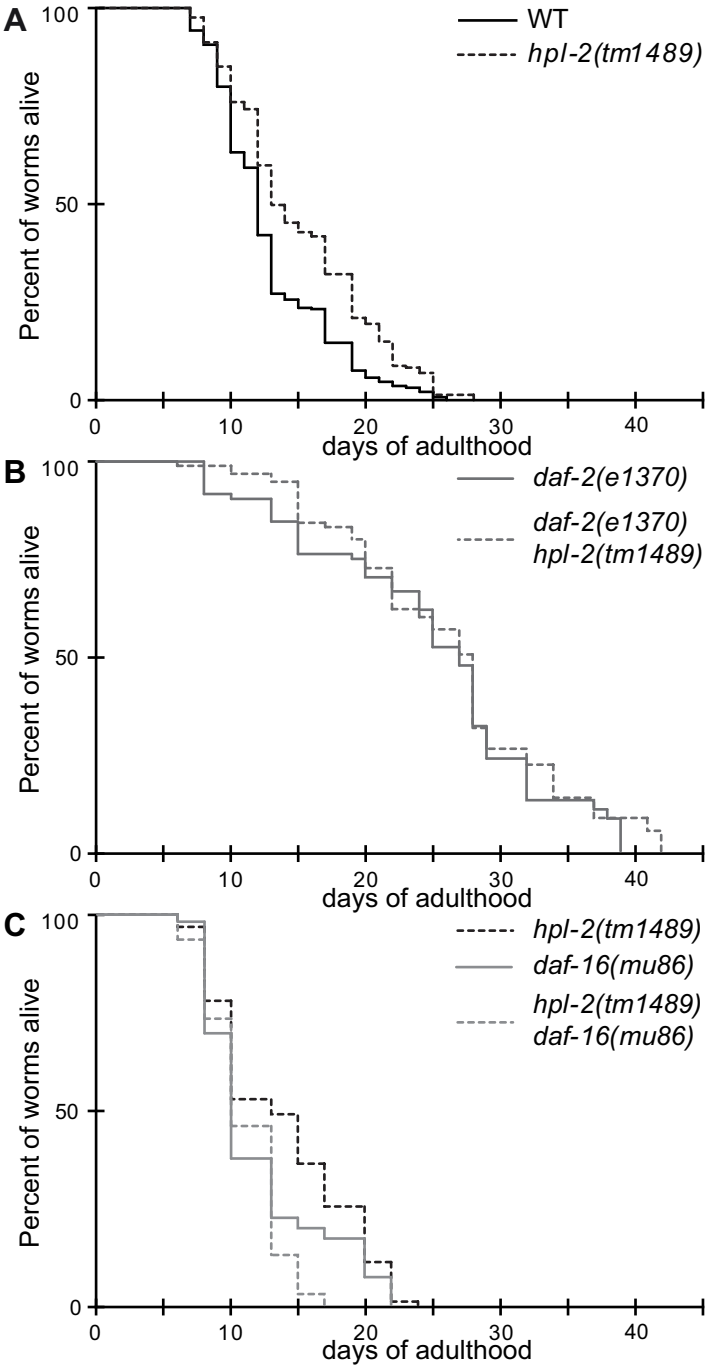 A
100
WT
hpl-2(tm1489)
Percent of worms alive
50
0
0
10
20
30
40
days of adulthood
B
100
daf-2(e1370)
daf-2(e1370)
hpl-2(tm1489)
Percent of worms alive
50
0
0
10
20
30
40
days of adulthood
C
100
hpl-2(tm1489)
daf-16(mu86)
hpl-2(tm1489)
daf-16(mu86)
Percent of worms alive
50
0
0
10
20
30
40
days of adulthood